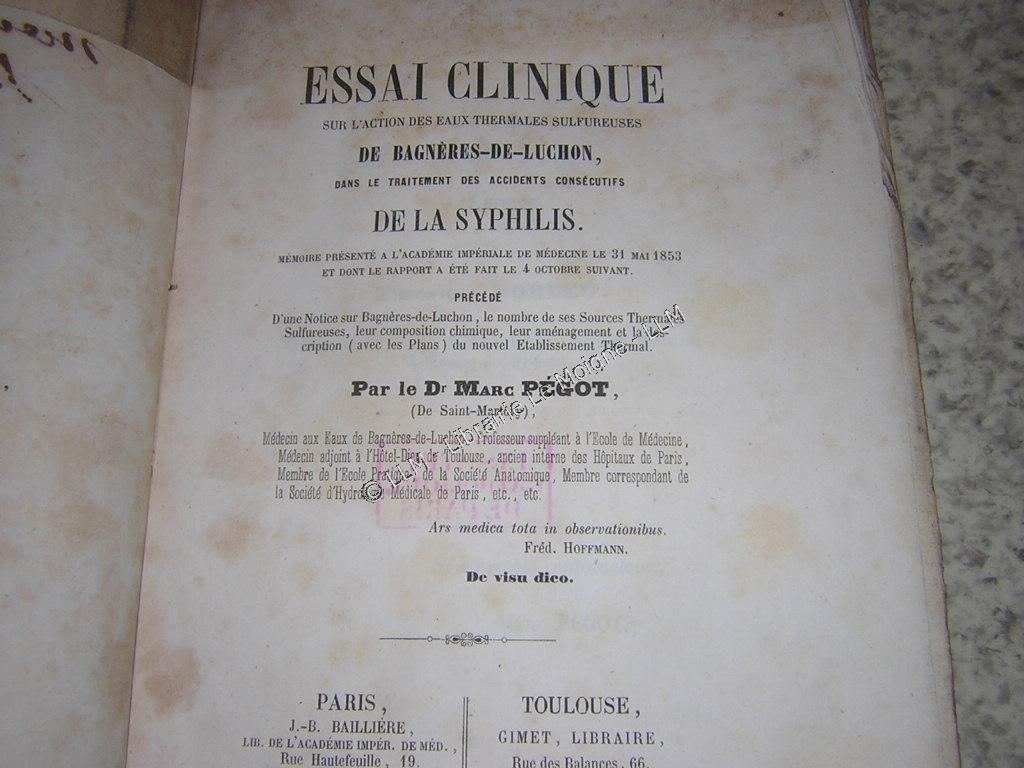 ESSAI CLINIQUE
SUR L'ACTION DES EAUX THERMALES SULFUREUSES
DE BAGNÈRES-DE-LUCHON,
DANS LE TRAITEMENT DES ACCIDENTS CONSÉCUTIFS
DE LA SYPHILIS.
MÉMOIRE PRÉSENTÉ A L'ACADÉMIE IMPÉRIALE DE MÉDECINE LE 31 MAI 1853
ET DONT LE RAPPORT A ÉTÉ FAIT LE 4 OCTOBRE SUIVANT.
PRÉCÉDÉ
D'une Notice sur Bagnères-de-Luchon, le nombre de ses Sources Thermales
Sulfureuses, leur composition chimique, leur aménagement et la Des-
cription (avec les Plans) du nouvel Etablissement Thermal.
Par le Dr MARC PÉGOT,
(De Saint-Martory),
Médecin aux Eaux de Bagnères-de-Luchon, Professeur suppléant à l'Ecole de Médecine,
Médecin adjoint à l'Hôtel-Dieu de Toulouse, ancien interne des Hôpitaux de Paris,
Membre de l'Ecole Pratique, de la Société Anatomique, Membre correspondant de
la Société d'Hydrologie Médicale de Paris, etc., etc.
Ars medica tota in observationibus.
Fréd. HOFFMANN.
De visu dico.
PARIS,
J.-B. BAILLIÈRE,
LIB. DE L'ACADÉMIE IMPÉR. DE MÉD.,
Rue Hautefeuille, 19.
TOULOUSE,
GIMET, LIBRAIRE,
Rue des Balances, 66.
© LLM - Librairie Le Moigne - LLM